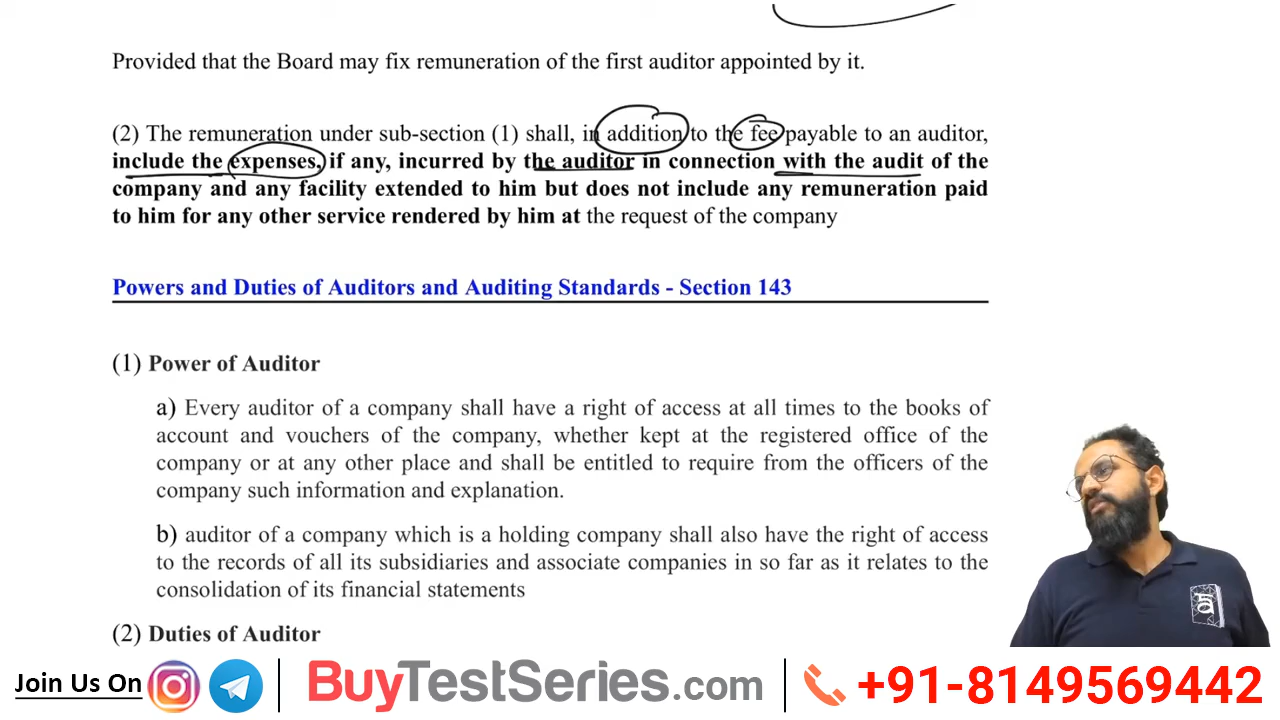 Provided that the Board may fix remuneration of the first auditor appointed by it.
(2) The remuneration under sub-section (1) shall, in addition to the fee payable to an auditor,
include the expenses, if any, incurred by the auditor in connection with the audit of the
company and any facility extended to him but does not include any remuneration paid
to him for any other service rendered by him at the request of the company
Powers and Duties of Auditors and Auditing Standards - Section 143
(1) Power of Auditor
a) Every auditor of a company shall have a right of access at all times to the books of
account and vouchers of the company, whether kept at the registered office of the
company or at any other place and shall be entitled to require from the officers of the
company such information and explanation.
b) auditor of a company which is a holding company shall also have the right of access
to the records of all its subsidiaries and associate companies in so far as it relates to the
consolidation of its financial statements
(2) Duties of Auditor
Join Us On BuyTestSeries.com +91-8149569442